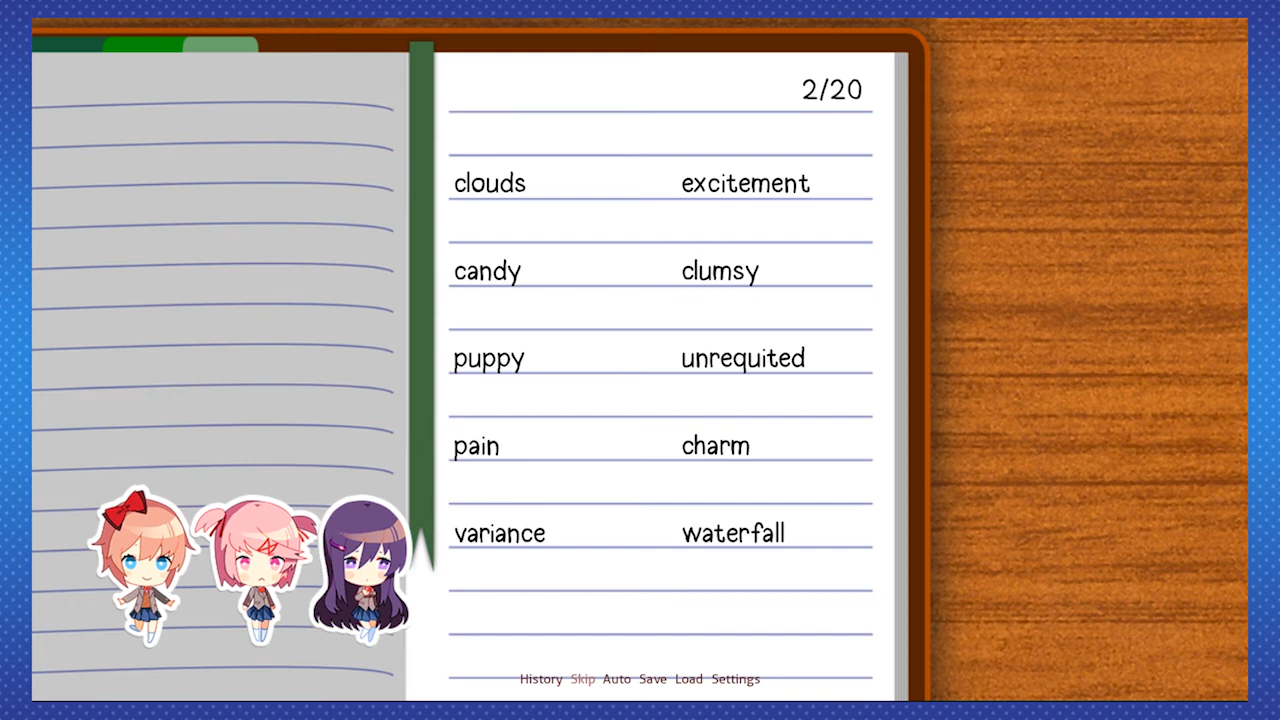 2/20
clouds excitement
candy clumsy
puppy unrequited
pain charm
variance waterfall
History Skip Auto Save Load Settings